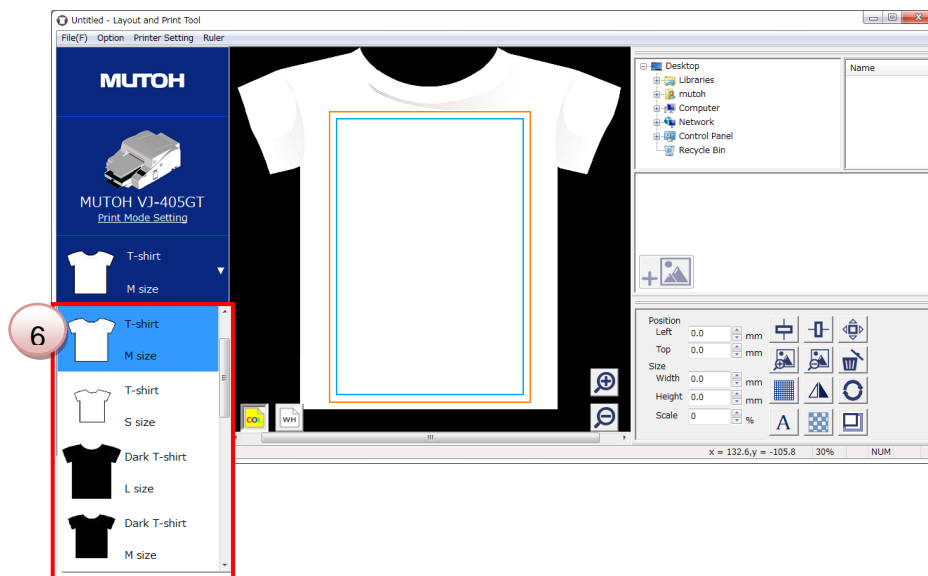 Untitled - Layout and Print Tool
File(F) Option Printer Setting Ruler
MUTOH
MUTOH VJ-405GT
Print Mode Setting
T-shirt
M size
6
T-shirt
M size
T-shirt
S size
Dark T-shirt
L size
Dark T-shirt
M size
COL
WH
Desktop
Libraries
mutoh
Computer
Network
Control Panel
Recycle Bin
Name
Position
Left 0.0 mm
Top 0.0 mm
Size
Width 0.0 mm
Height 0.0 mm
Scale 0 %
A
x = 132.6,y = -105.8 30% NUM